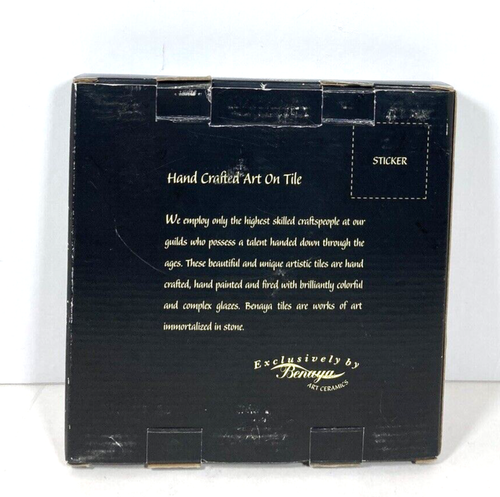 STICKER
Hand Crafted Art On Tile
We employ only the highest skilled craftspeople at our
guilds who possess a talent handed down through the
ages. These beautiful and unique artistic tiles are hand
crafted, hand painted and fired with brilliantly colorful
and complex glazes. Benaya tiles are works of art
immortalized in stone.
Exclusively by
Benaya
ART CERAMICS